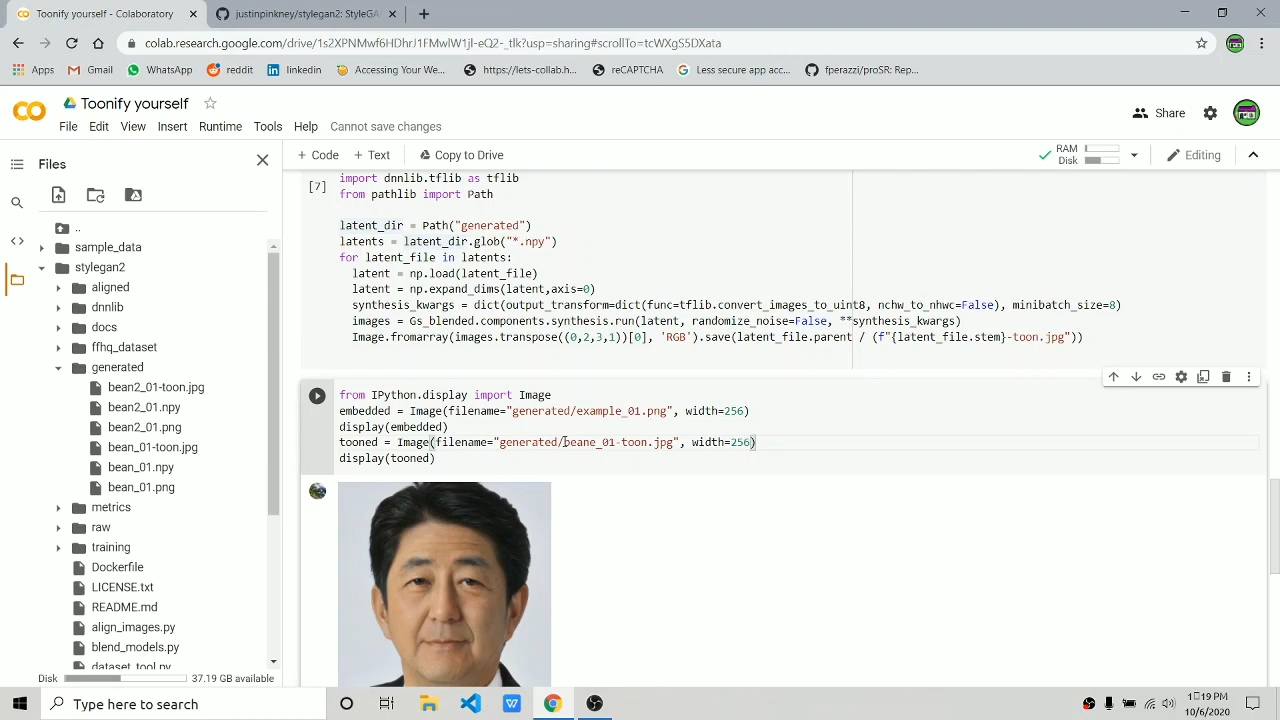 Toonify yourself - Colaboratory
justinpinkney/stylegan2: StyleGA
colab.research.google.com/drive/1s2XPNMwf6HDhrJ1FMwlW1jl-eQ2-_tlk?usp=sharing#scrollTo=tcWXgS5DXata
Apps Gmail WhatsApp reddit linkedin Accessing Your We... https://lets-collab.h... reCAPTCHA Less secure app acc... fperazzi/proSR: Rep...
CO Toonify yourself
File Edit View Insert Runtime Tools Help Cannot save changes
Share
Files
+ Code + Text Copy to Drive
RAM
Disk
Editing
[7]
import dnnlib.tflib as tflib
from pathlib import Path
latent_dir = Path("generated")
latents = latent_dir.glob("*.npy")
for latent_file in latents:
latent = np.load(latent_file)
latent = np.expand_dims(latent,axis=0)
synthesis_kwargs = dict(output_transform=dict(func=tflib.convert_images_to_uint8, nchw_to_nhwc=False), minibatch_size=8)
images = Gs_blended.components.synthesis.run(latent, randomize_noise=False, **synthesis_kwargs)
Image.fromarray(images.transpose((0,2,3,1))[0], 'RGB').save(latent_file.parent / (f"{latent_file.stem}-toon.jpg"))
from IPython.display import Image
embedded = Image(filename="generated/example_01.png", width=256)
display(embedded)
tooned = Image(filename="generated/beane_01-toon.jpg", width=256)
display(tooned)
..
sample_data
stylegan2
aligned
dnnlib
docs
ffhq_dataset
generated
bean2_01-toon.jpg
bean2_01.npy
bean2_01.png
bean_01-toon.jpg
bean_01.npy
bean_01.png
metrics
raw
training
Dockerfile
LICENSE.txt
README.md
align_images.py
blend_models.py
dataset_tool.py
Disk 37.19 GB available
Type here to search
10/6/2020